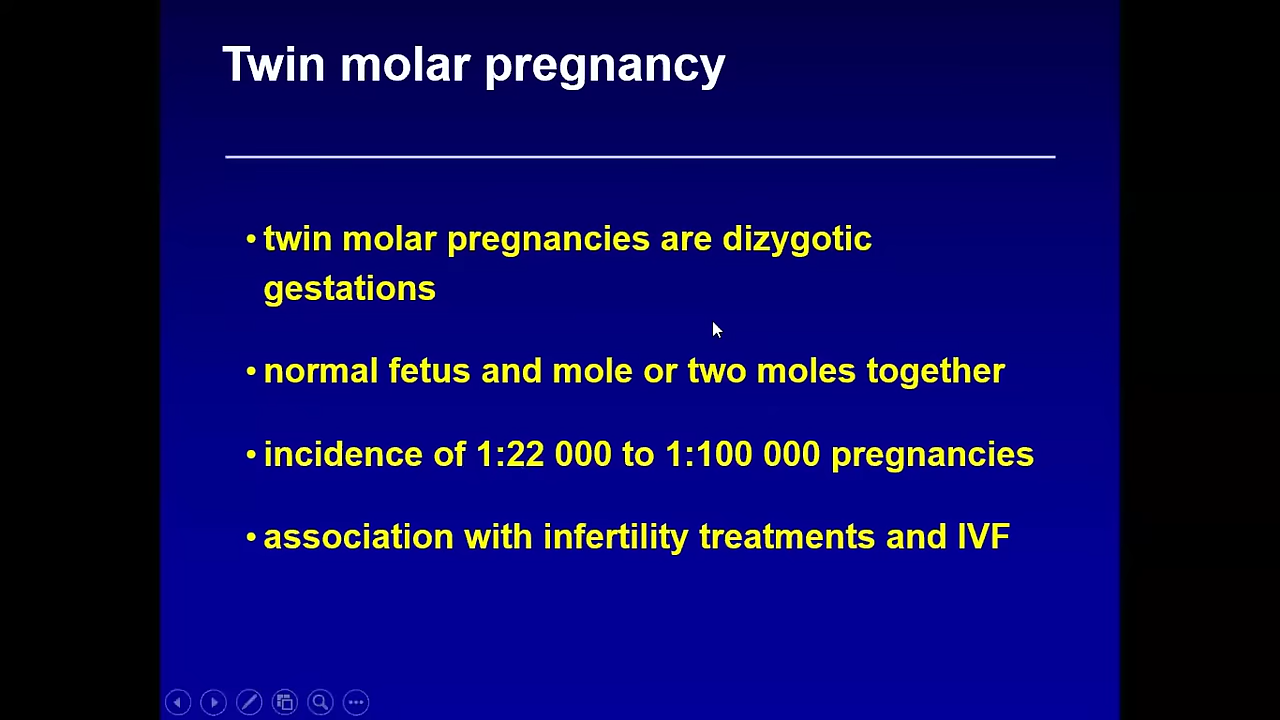 Twin molar pregnancy
• twin molar pregnancies are dizygotic
gestations
• normal fetus and mole or two moles together
• incidence of 1:22 000 to 1:100 000 pregnancies
• association with infertility treatments and IVF